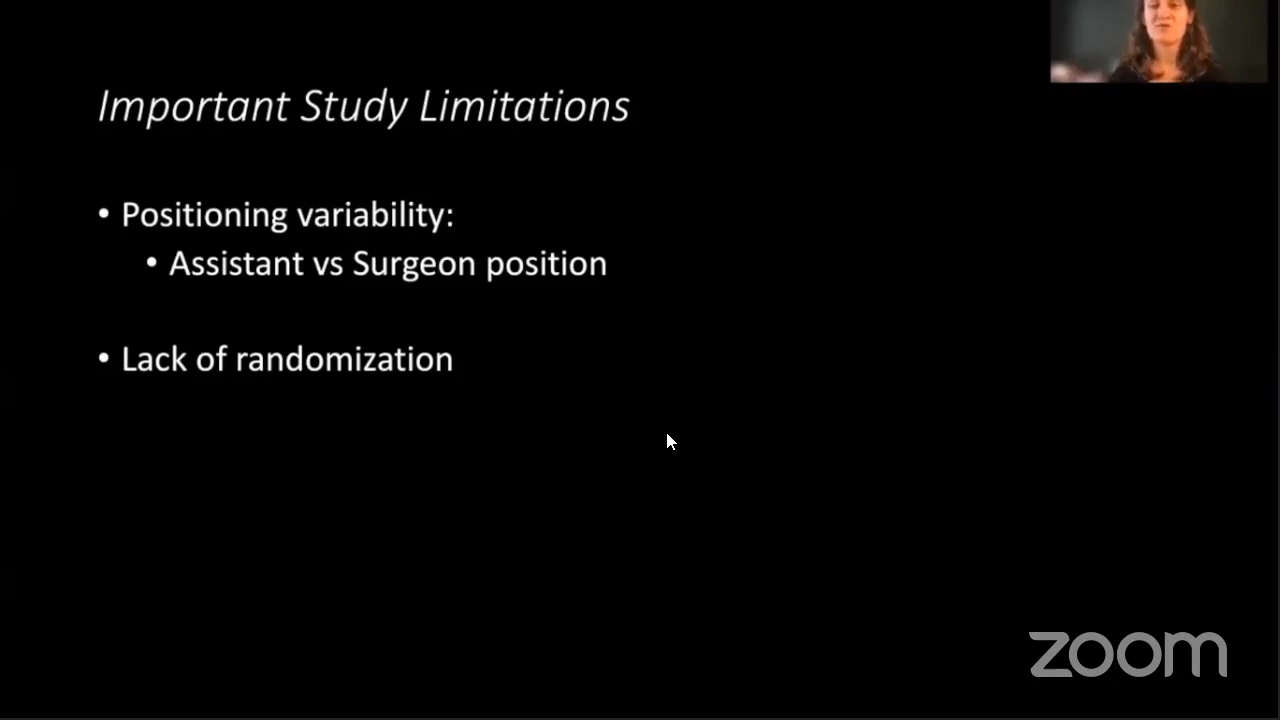 Important Study Limitations
• Positioning variability:
• Assistant vs Surgeon position
• Lack of randomization
zoom